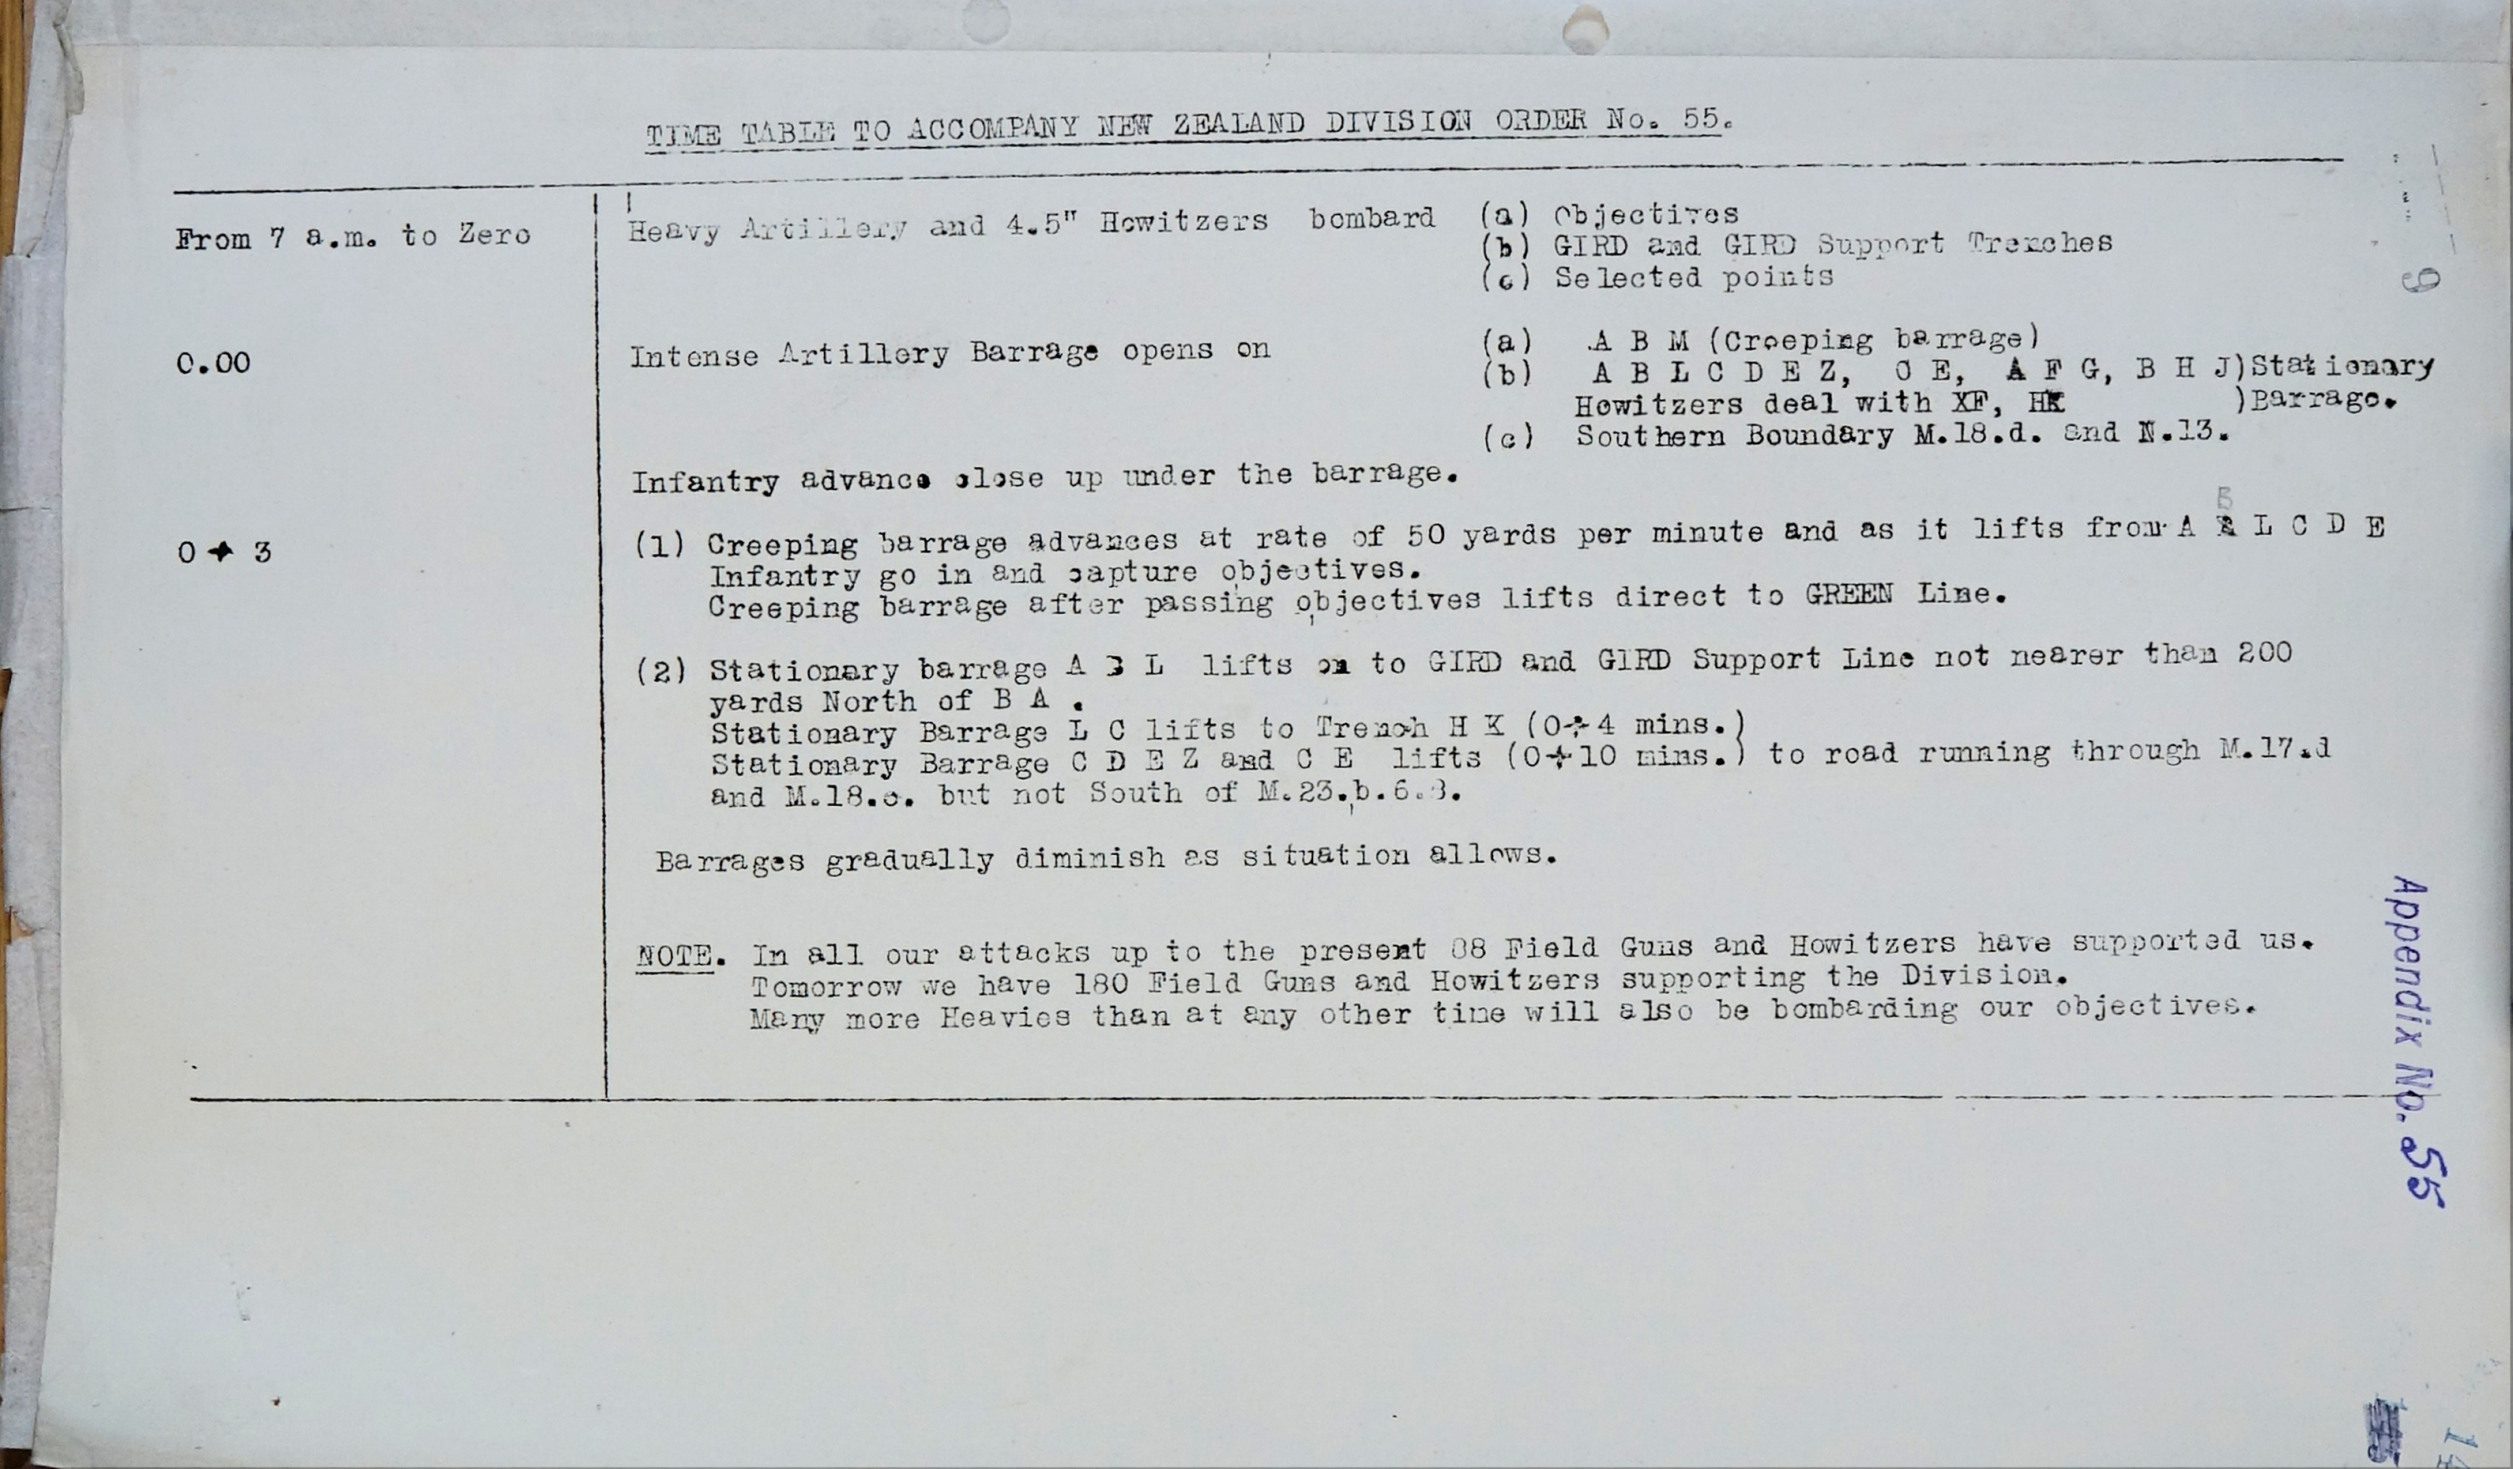 TIME TABLE TO ACCOMPANY NEW ZEALAND DIVISION ORDER No. 55.
From 7 a.m. to Zero
Heavy Artillery and 4.5" Howitzers bombard (a) Objectives
(b) GIRD and GIRD Support Trenches
(c) Selected points
0.00
Intense Artillery Barrage opens on (a) A B M (Creeping barrage)
(b) A B L C D E Z, C E, A F G, B H J)Stationary
Howitzers deal with XF, HK )Barrage.
(c) Southern Boundary M.18.d. and N.13.
Infantry advance close up under the barrage.
0 + 3
B
(1) Creeping barrage advances at rate of 50 yards per minute and as it lifts from A B L C D E
Infantry go in and capture objectives.
Creeping barrage after passing objectives lifts direct to GREEN Line.
(2) Stationary barrage A B L lifts on to GIRD and GIRD Support Line not nearer than 200
yards North of B A .
Stationary Barrage L C lifts to Trench H K (0+4 mins.)
Stationary Barrage C D E Z and C E lifts (0+10 mins.) to road running through M.17.d
and M.18.c. but not South of M.23.b.6.8.
Barrages gradually diminish as situation allows.
NOTE. In all our attacks up to the present 88 Field Guns and Howitzers have supported us.
Tomorrow we have 180 Field Guns and Howitzers supporting the Division.
Many more Heavies than at any other time will also be bombarding our objectives.
9
Appendix No. 55